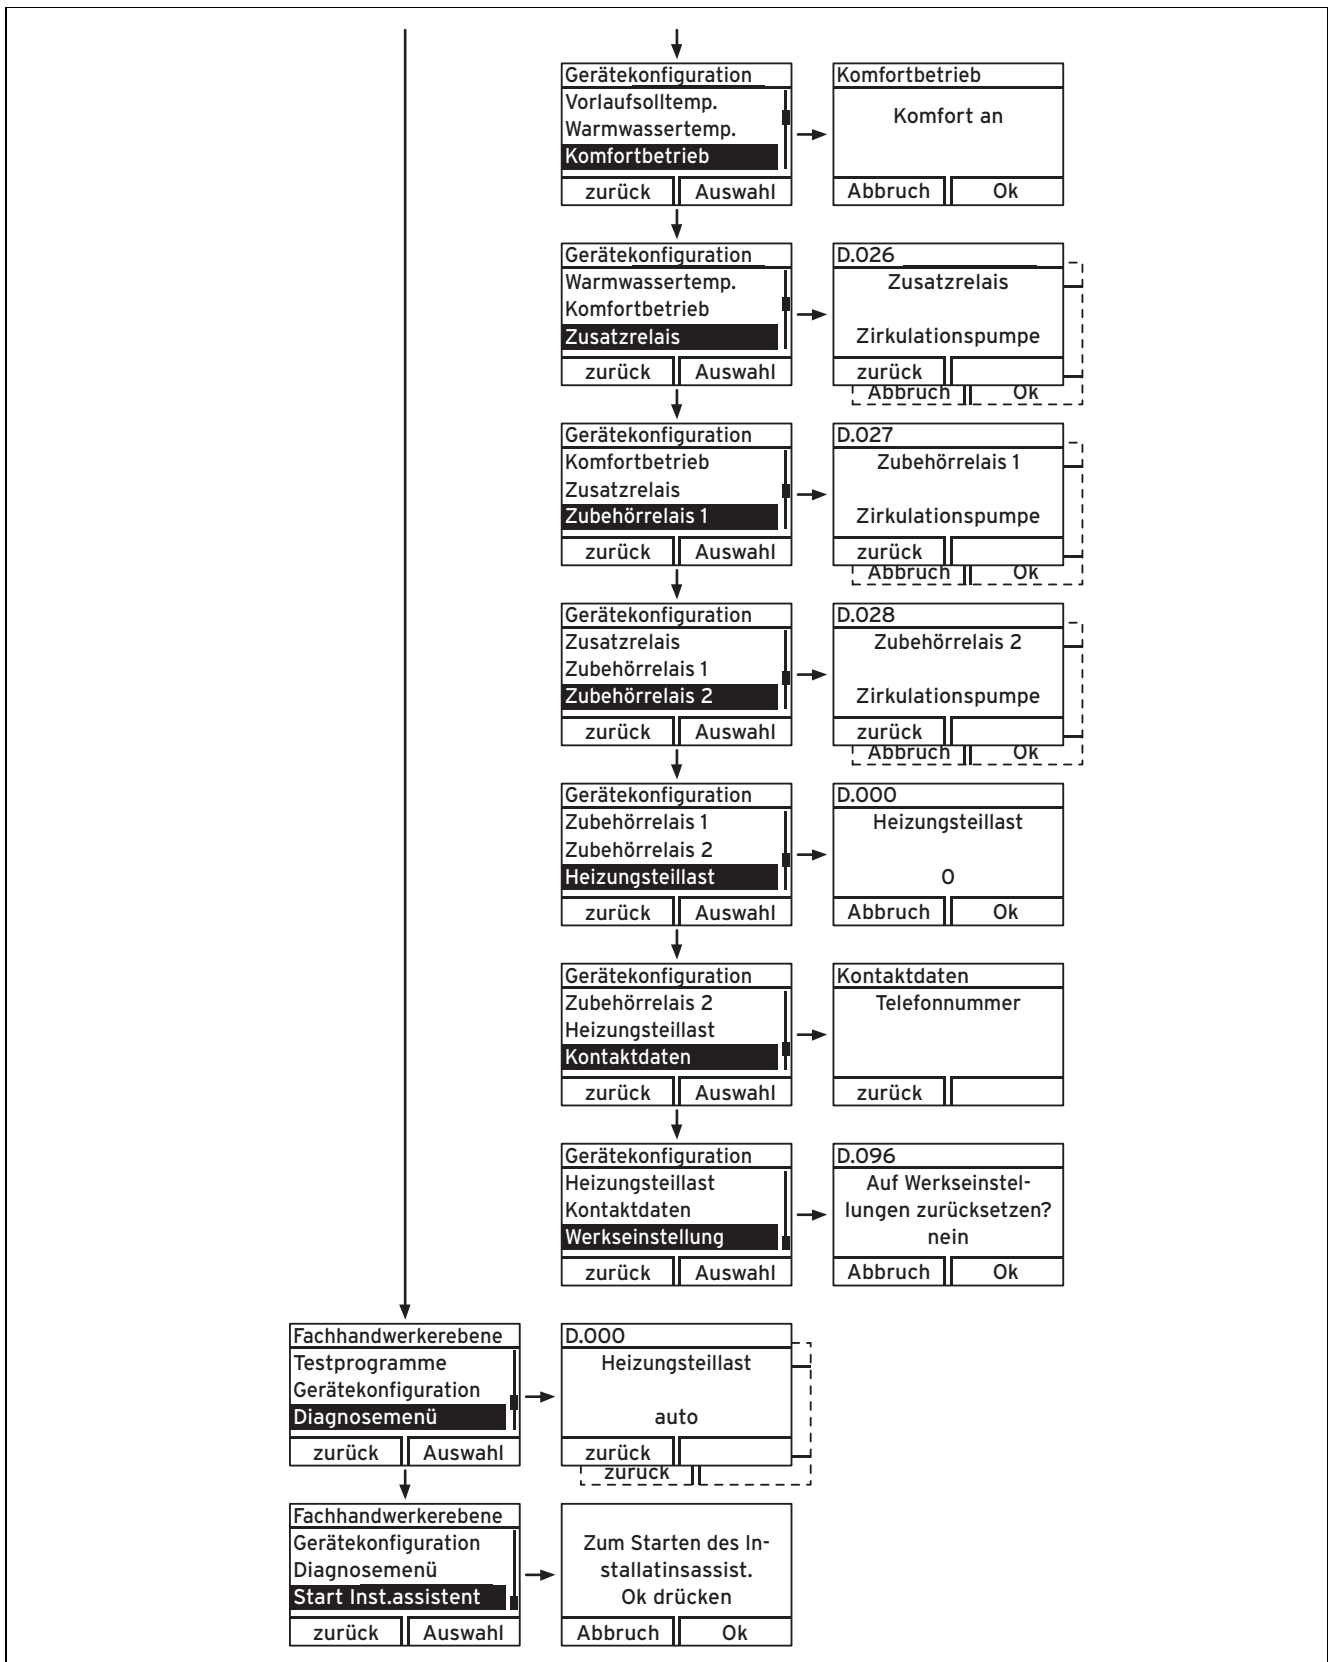 Gerätekonfiguration
Vorlaufsolltemp.
Warmwassertemp.
Komfortbetrieb
zurück Auswahl
Komfortbetrieb
Komfort an
Abbruch Ok
Gerätekonfiguration
Warmwassertemp.
Komfortbetrieb
Zusatzrelais
zurück Auswahl
D.026
Zusatzrelais
Zirkulationspumpe
zurück
Abbruch Ok
Gerätekonfiguration
Komfortbetrieb
Zusatzrelais
Zubehörrelais 1
zurück Auswahl
D.027
Zubehörrelais 1
Zirkulationspumpe
zurück
Abbruch Ok
Gerätekonfiguration
Zusatzrelais
Zubehörrelais 1
Zubehörrelais 2
zurück Auswahl
D.028
Zubehörrelais 2
Zirkulationspumpe
zurück
Abbruch Ok
Gerätekonfiguration
Zubehörrelais 1
Zubehörrelais 2
Heizungsteillast
zurück Auswahl
D.000
Heizungsteillast
0
Abbruch Ok
Gerätekonfiguration
Zubehörrelais 2
Heizungsteillast
Kontaktdaten
zurück Auswahl
Kontaktdaten
Telefonnummer
zurück
Gerätekonfiguration
Heizungsteillast
Kontaktdaten
Werkseinstellung
zurück Auswahl
D.096
Auf Werkseinstel-
lungen zurücksetzen?
nein
Abbruch Ok
Fachhandwerkerebene
Testprogramme
Gerätekonfiguration
Diagnosemenü
zurück Auswahl
D.000
Heizungsteillast
auto
zurück
zurück
Fachhandwerkerebene
Gerätekonfiguration
Diagnosemenü
Start Inst.assistent
zurück Auswahl
Zum Starten des In-
stallatinsassist.
Ok drücken
Abbruch Ok